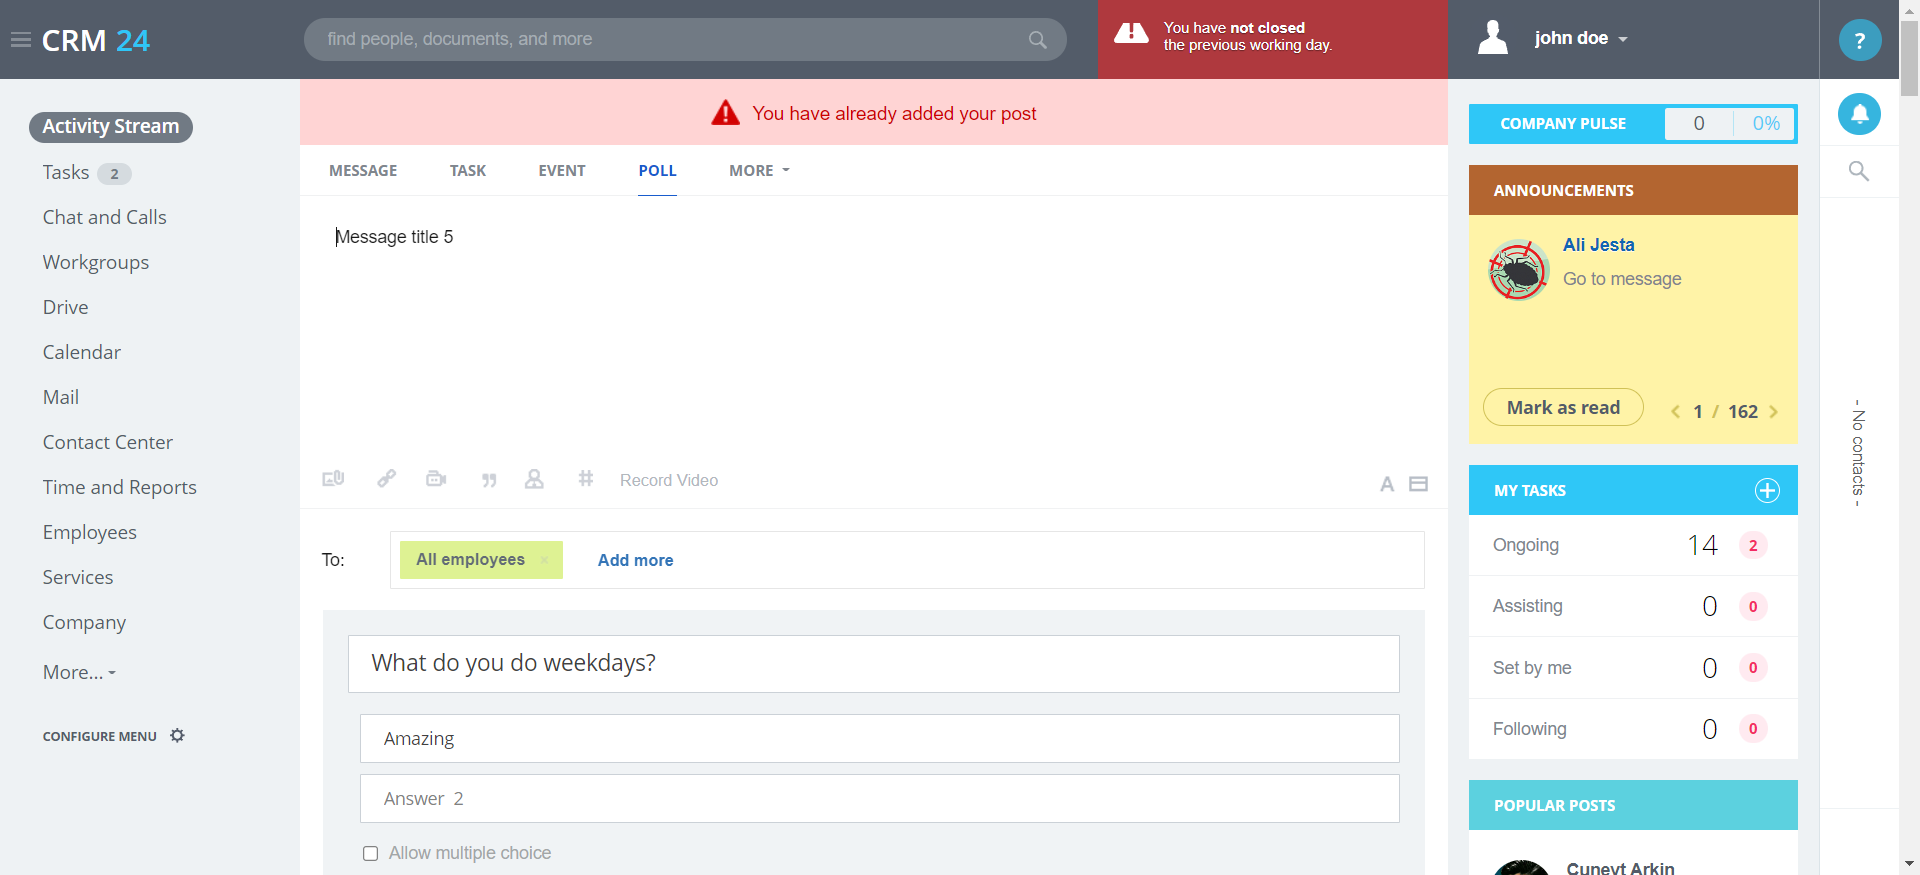 CRM 24
find people, documents, and more
You have not closed
the previous working day.
john doe
?
Activity Stream
Tasks 2
Chat and Calls
Workgroups
Drive
Calendar
Mail
Contact Center
Time and Reports
Employees
Services
Company
More...
CONFIGURE MENU
You have already added your post
MESSAGE TASK EVENT POLL MORE
Message title 5
Record Video
A
To: All employees × Add more
What do you do weekdays?
Amazing
Answer 2
Allow multiple choice
COMPANY PULSE 0 0%
ANNOUNCEMENTS
Ali Jesta
Go to message
Mark as read
1 / 162
MY TASKS
Ongoing 14 2
Assisting 0 0
Set by me 0 0
Following 0 0
POPULAR POSTS
Cuneyt Arkin
- No contacts -